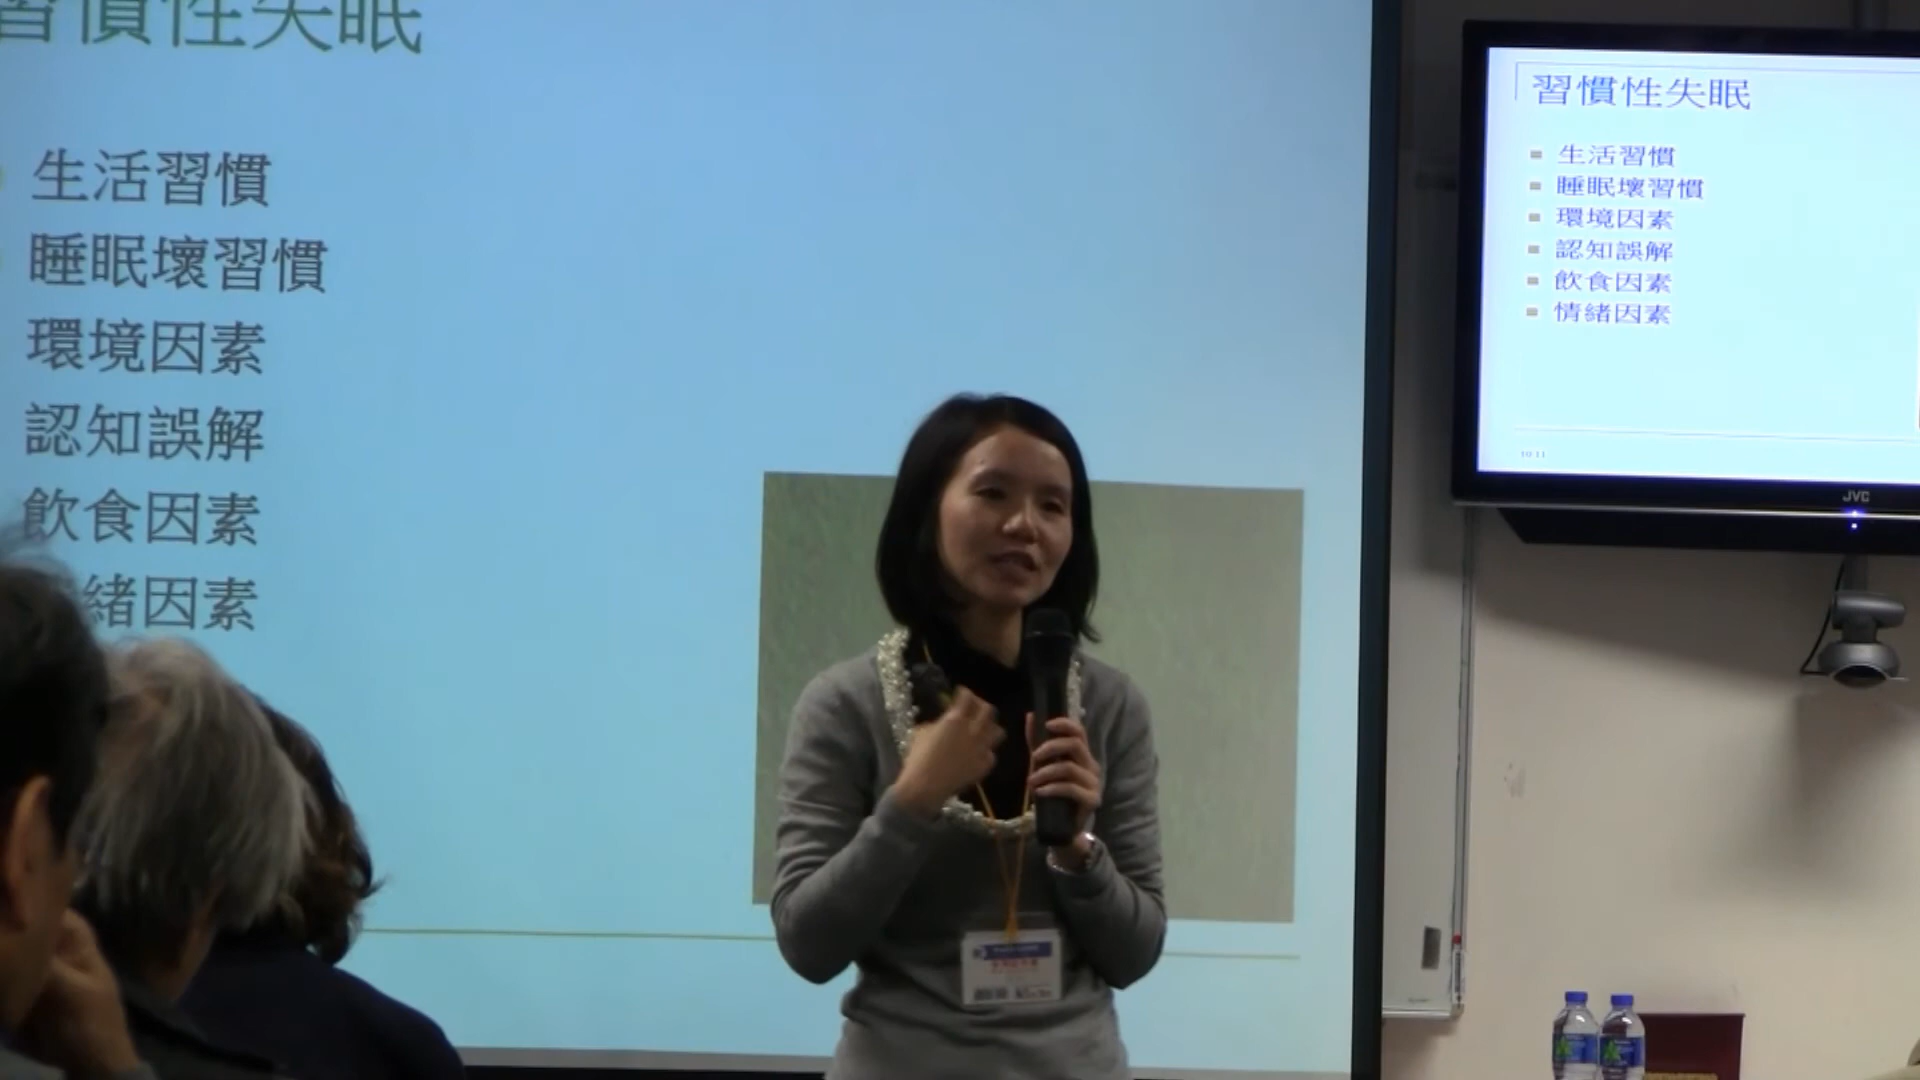 習慣性失眠
生活習慣
睡眠壞習慣
環境因素
認知誤解
飲食因素
緒因素
習慣性失眠
生活習慣
睡眠壞習慣
環境因素
認知誤解
飲食因素
情緒因素
10:11
JVC